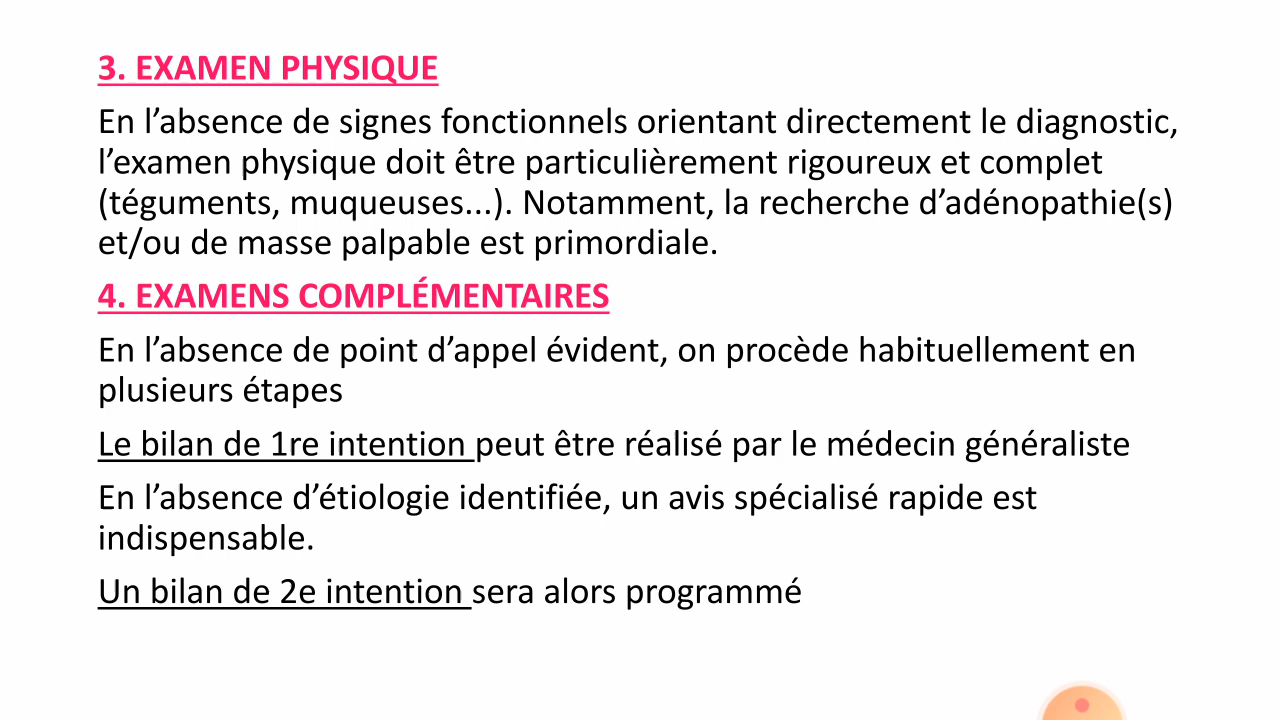 3. EXAMEN PHYSIQUE
En l’absence de signes fonctionnels orientant directement le diagnostic,
l’examen physique doit être particulièrement rigoureux et complet
(téguments, muqueuses...). Notamment, la recherche d’adénopathie(s)
et/ou de masse palpable est primordiale.
4. EXAMENS COMPLÉMENTAIRES
En l’absence de point d’appel évident, on procède habituellement en
plusieurs étapes
Le bilan de 1re intention peut être réalisé par le médecin généraliste
En l’absence d’étiologie identifiée, un avis spécialisé rapide est
indispensable.
Un bilan de 2e intention sera alors programmé